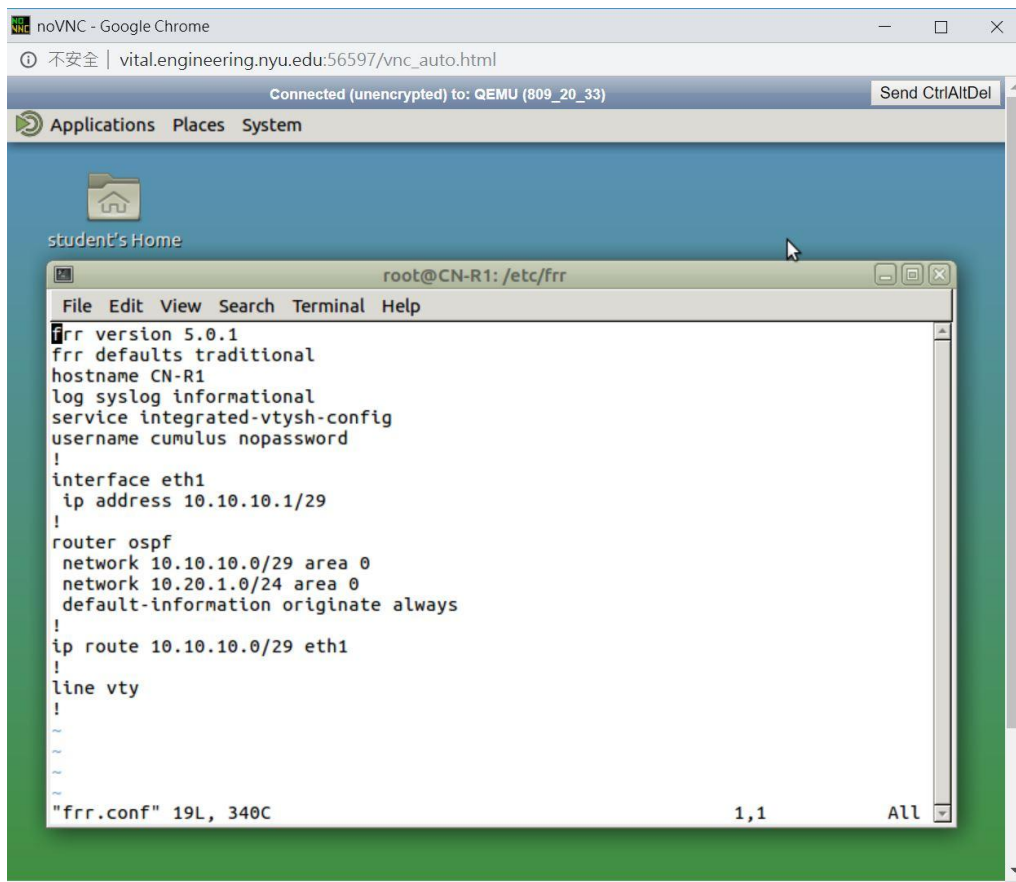 noVNC - Google Chrome
不安全 | vital.engineering.nyu.edu:56597/vnc_auto.html
Connected (unencrypted) to: QEMU (809_20_33)
Send CtrlAltDel
Applications Places System
student's Home
root@CN-R1: /etc/frr
File Edit View Search Terminal Help
frr version 5.0.1
frr defaults traditional
hostname CN-R1
log syslog informational
service integrated-vtysh-config
username cumulus nopassword
!
interface eth1
 ip address 10.10.10.1/29
!
router ospf
 network 10.10.10.0/29 area 0
 network 10.20.1.0/24 area 0
 default-information originate always
!
ip route 10.10.10.0/29 eth1
!
line vty
!
~
~
~
~
"frr.conf" 19L, 340C 1,1 All